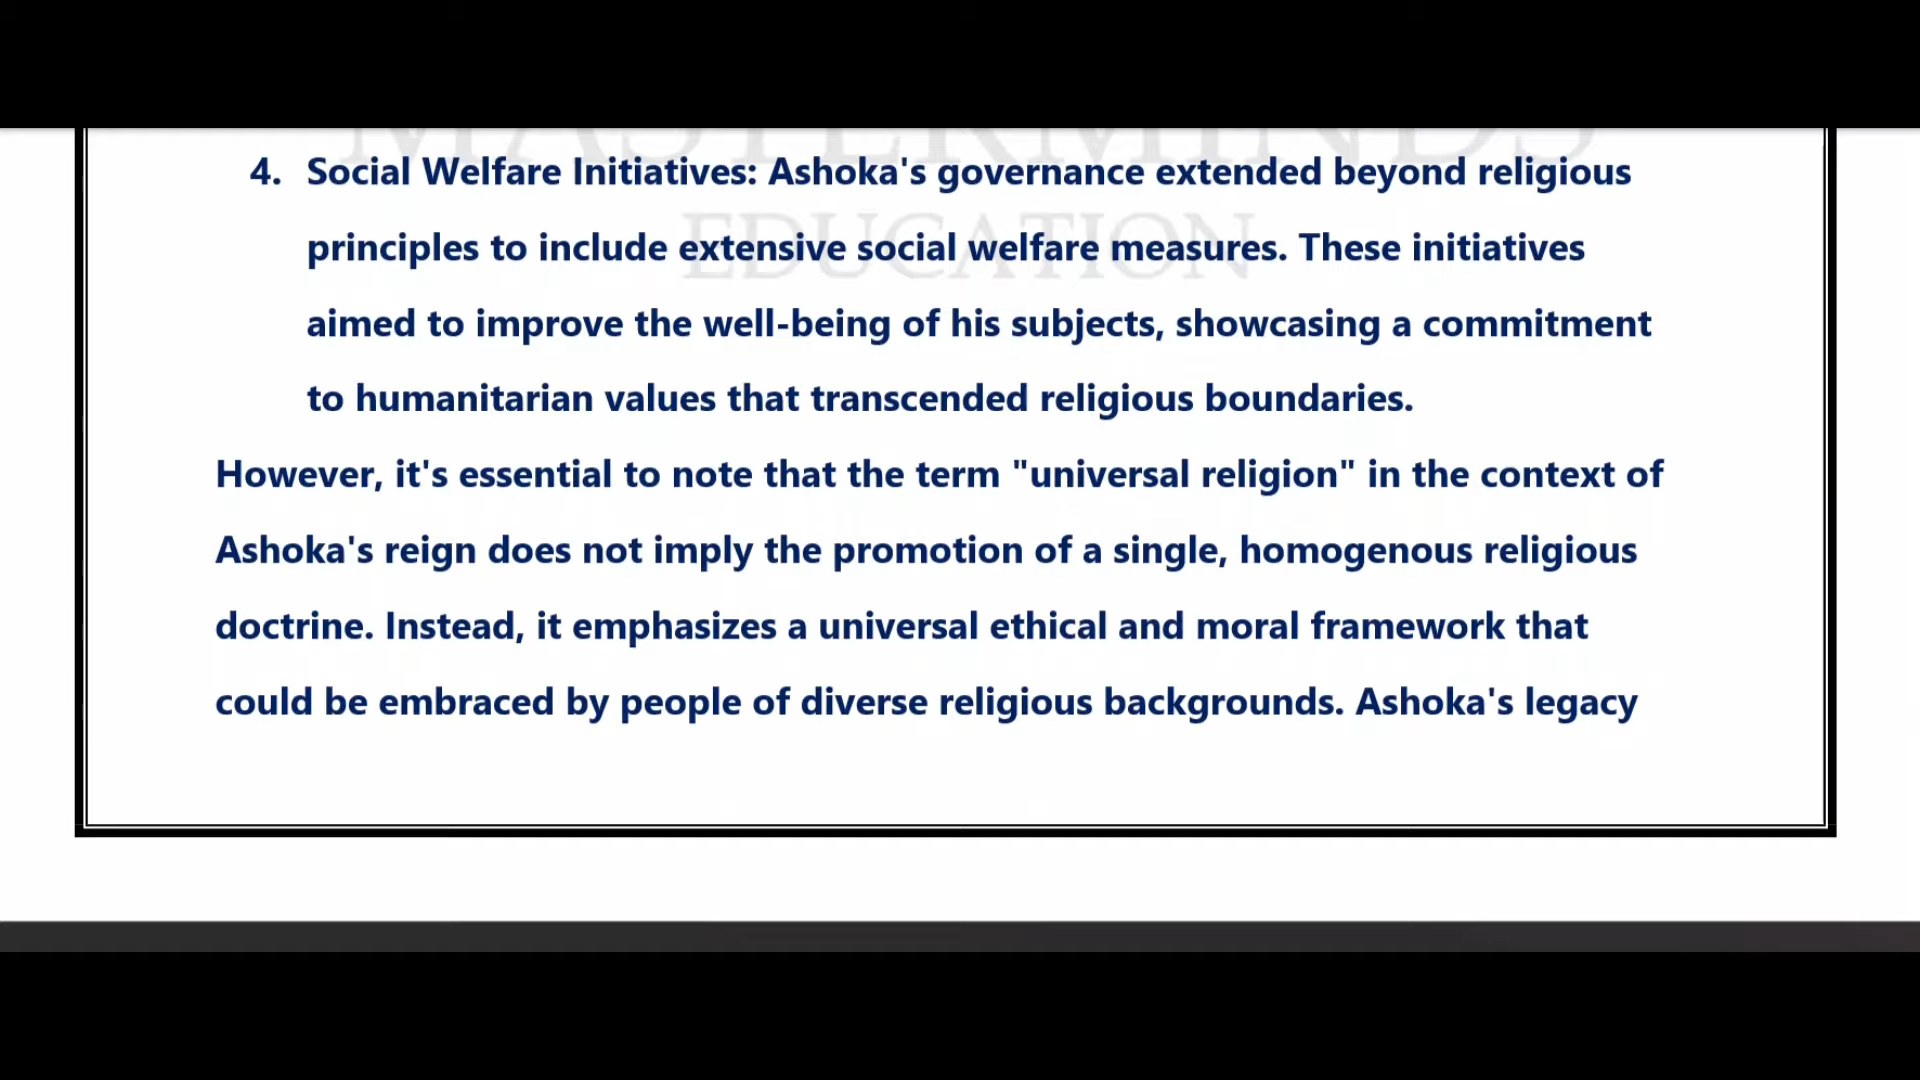 MASTERMINDS
4. Social Welfare Initiatives: Ashoka's governance extended beyond religious
EDUCATION
principles to include extensive social welfare measures. These initiatives
aimed to improve the well-being of his subjects, showcasing a commitment
to humanitarian values that transcended religious boundaries.
However, it's essential to note that the term "universal religion" in the context of
Ashoka's reign does not imply the promotion of a single, homogenous religious
doctrine. Instead, it emphasizes a universal ethical and moral framework that
could be embraced by people of diverse religious backgrounds. Ashoka's legacy